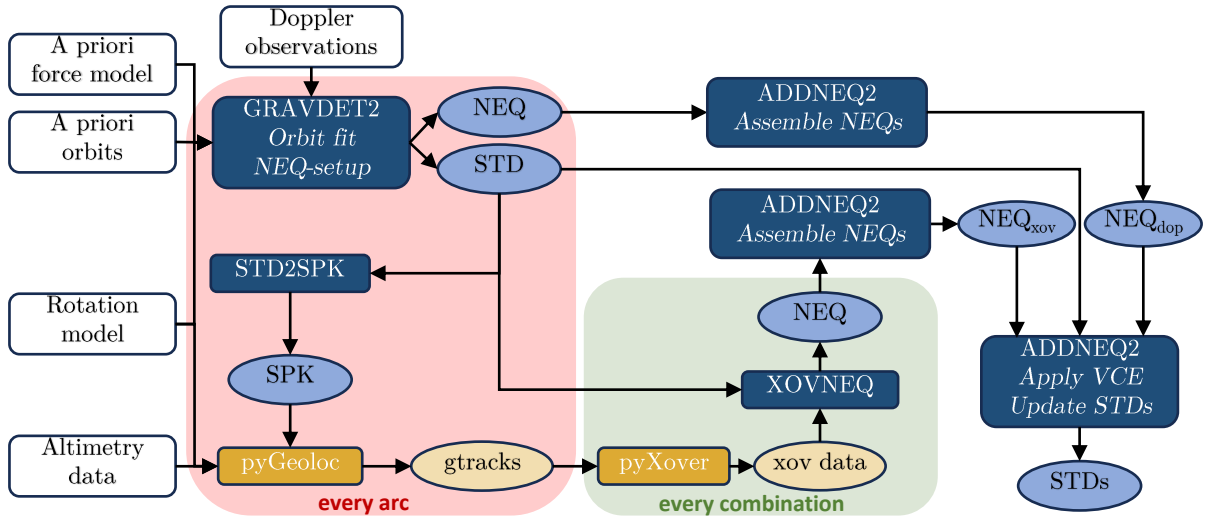 Doppler
observations
A priori
force model
A priori
orbits
GRAVDET2
Orbit fit
NEQ-setup
NEQ
STD
ADDNEQ2
Assemble NEQs
ADDNEQ2
Assemble NEQs
NEQxov
NEQdop
STD2SPK
Rotation
model
SPK
NEQ
XOVNEQ
ADDNEQ2
Apply VCE
Update STDs
Altimetry
data
pyGeoloc
gtracks
pyXover
xov data
STDs
every arc
every combination